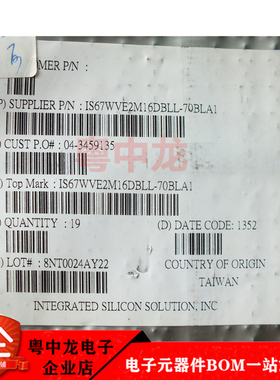 OMER P/N :
P) SUPPLIER P/N : IS67WVE2M16DBLL-70BLA1
) CUST P.O# : 04-3459135
粤中龙
) Top Mark : IS67WVE2M16DBLL-70BLA1
) QUANTITY : 19
(D) DATE CODE: 1352
) LOT# : 8NT0024AY22
COUNTRY OF ORIGIN
TAIWAN
INTEGRATED SILICON SOLUTION, INC
粤中龙电子
企业店
电子元器件BOM一站式